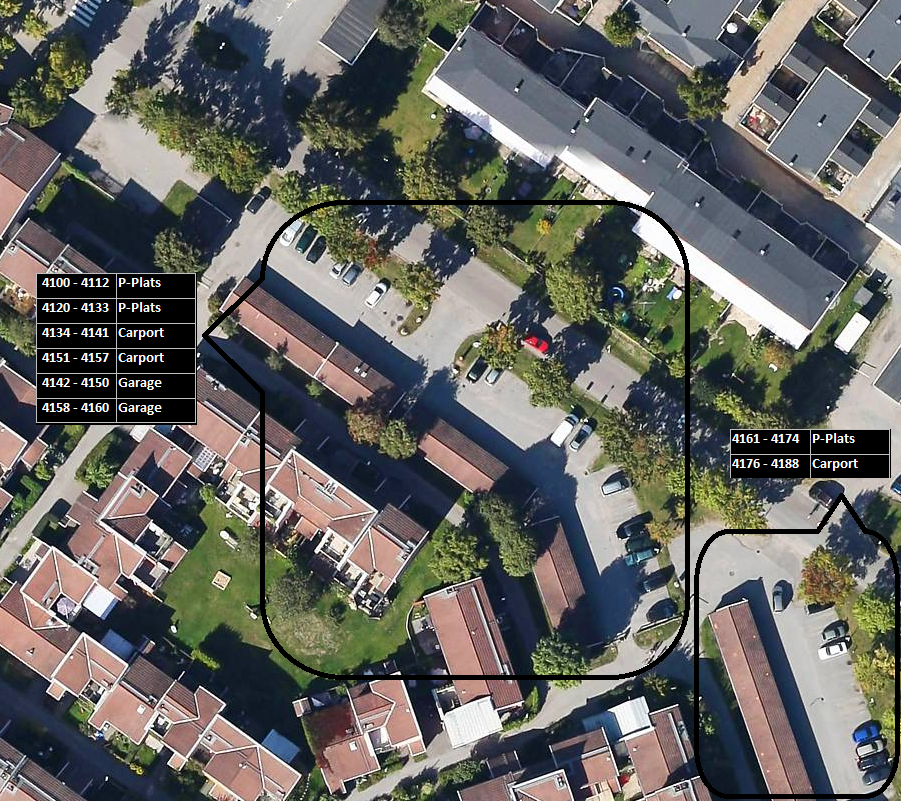 4100 - 4112 P-Plats
4120 - 4133 P-Plats
4134 - 4141 Carport
4151 - 4157 Carport
4142 - 4150 Garage
4158 - 4160 Garage
4161 - 4174 P-Plats
4176 - 4188 Carport